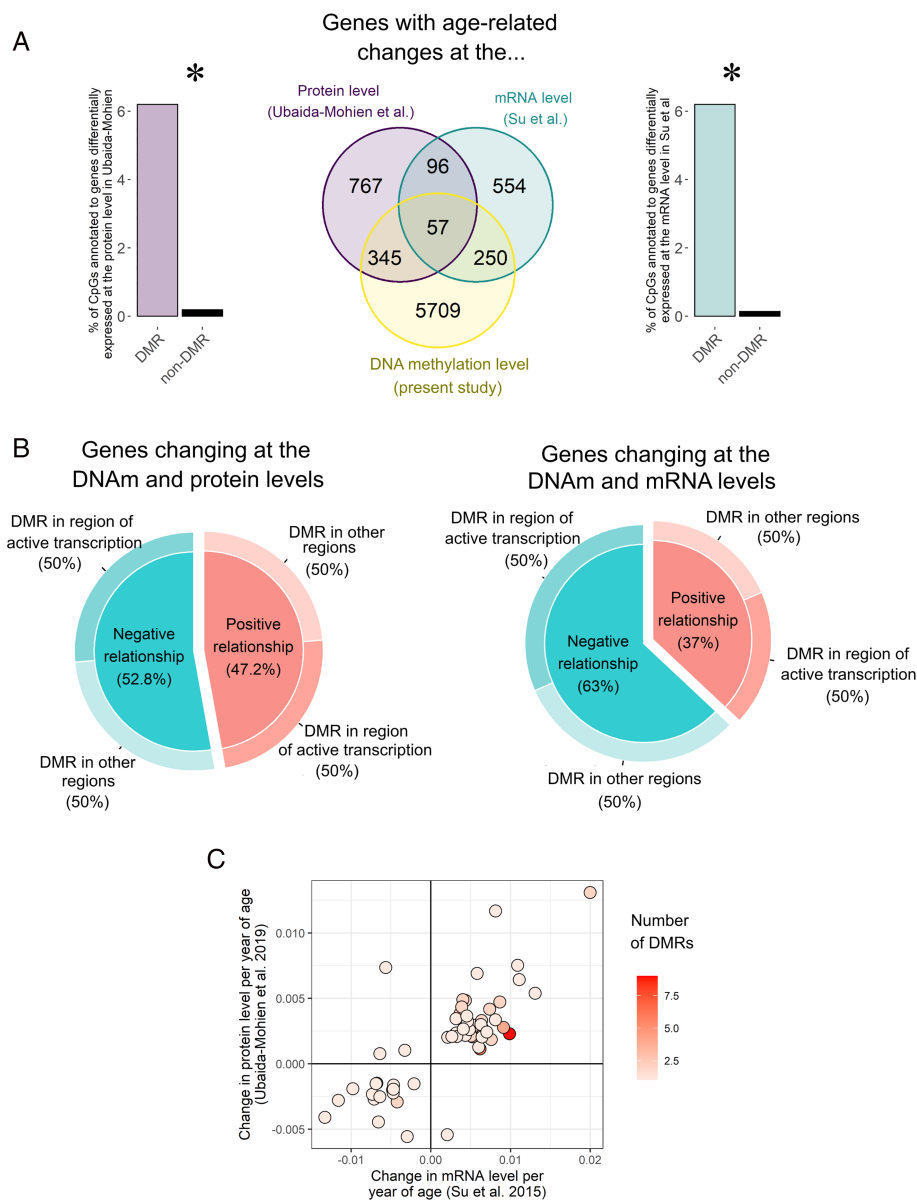 A
Genes with age-related
changes at the...
% of CpGs annotated to genes differentially
expressed at the protein level in Ubaida-Mohien
6
4
2
0
*
DMR
non-DMR
Protein level
(Ubaida-Mohien et al.)
mRNA level
(Su et al.)
767
96
554
57
345
250
5709
DNA methylation level
(present study)
% of CpGs annotated to genes differentially
expressed at the mRNA level in Su et al
6
4
2
0
*
DMR
non-DMR
B
Genes changing at the
DNAm and protein levels
DMR in region of
active transcription
(50%)
DMR in other
regions
(50%)
Negative
relationship
(52.8%)
Positive
relationship
(47.2%)
DMR in other
regions
(50%)
DMR in region
of active transcription
(50%)
Genes changing at the
DNAm and mRNA levels
DMR in region of
active transcription
(50%)
DMR in other regions
(50%)
Negative
relationship
(63%)
Positive
relationship
(37%)
DMR in region of
active transcription
(50%)
DMR in other regions
(50%)
C
Change in protein level per year of age
(Ubaida-Mohien et al. 2019)
0.010
0.005
0.000
-0.005
-0.01
0.00
0.01
0.02
Change in mRNA level per
year of age (Su et al. 2015)
Number
of DMRs
7.5
5.0
2.5